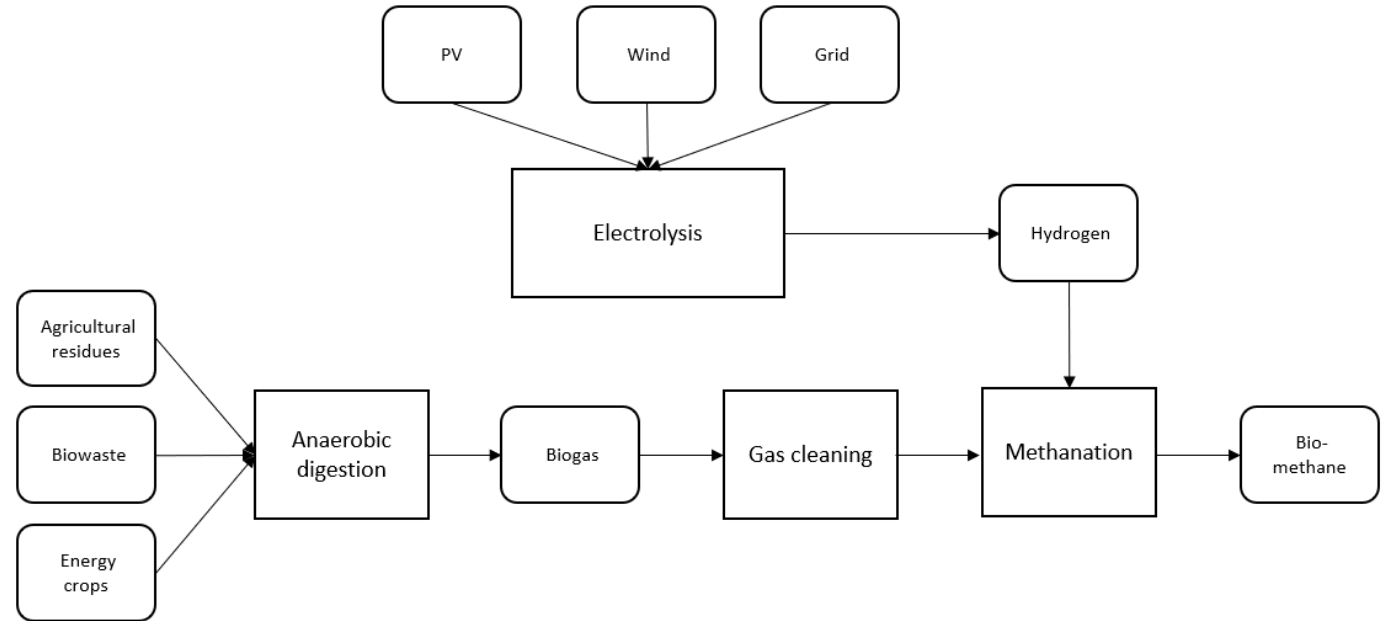 PV
Wind
Grid
Electrolysis
Hydrogen
Agricultural
residues
Biowaste
Energy
crops
Anaerobic
digestion
Biogas
Gas cleaning
Methanation
Bio-
methane